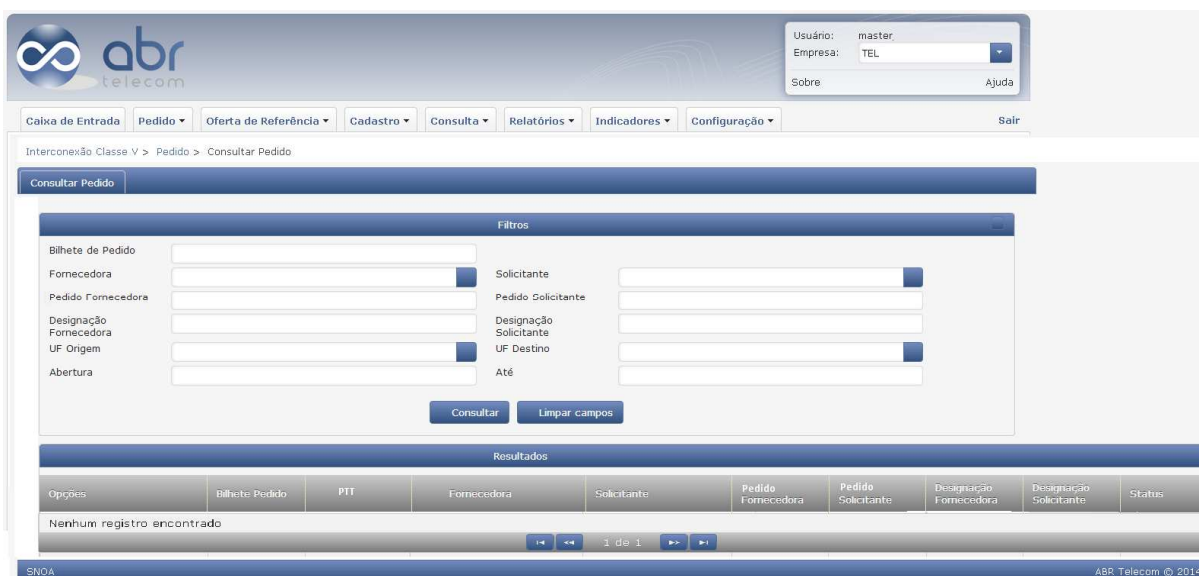 Usuário: master
Empresa: TEL
abr
telecom
Sobre Ajuda
Caixa de Entrada Pedido Oferta de Referência Cadastro Consulta Relatórios Indicadores Configuração Sair
Interconexão Classe V > Pedido > Consultar Pedido
Consultar Pedido
Filtros
Bilhete de Pedido
Fornecedora Solicitante
Pedido Fornecedora Pedido Solicitante
Designação Fornecedora Designação Solicitante
UF Origem UF Destino
Abertura Até
Consultar Limpar campos
Resultados
Opções Bilhete Pedido PTT Fornecedora Solicitante Pedido Fornecedora Pedido Solicitante Designação Fornecedora Designação Solicitante Status
Nenhum registro encontrado
1 de 1
SNOA ABR Telecom © 2014